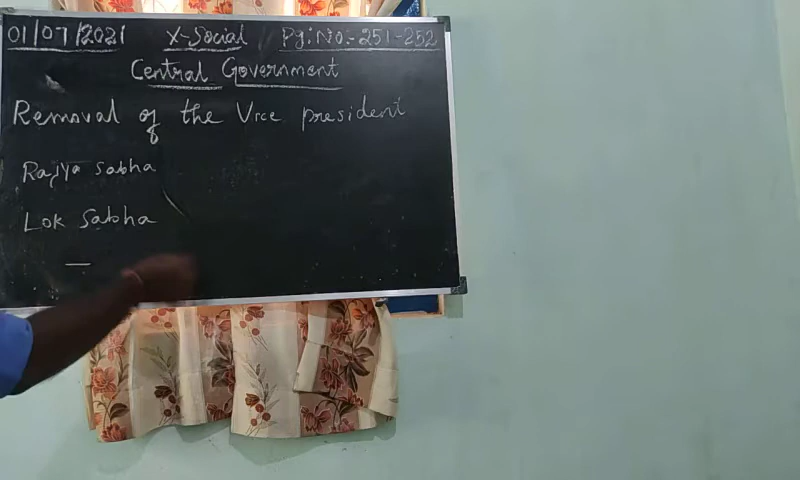 01/07/2021 X-Social Pg:No:-251-252
Central Government
Removal of the Vice president
Rajya Sabha
Lok Sabha